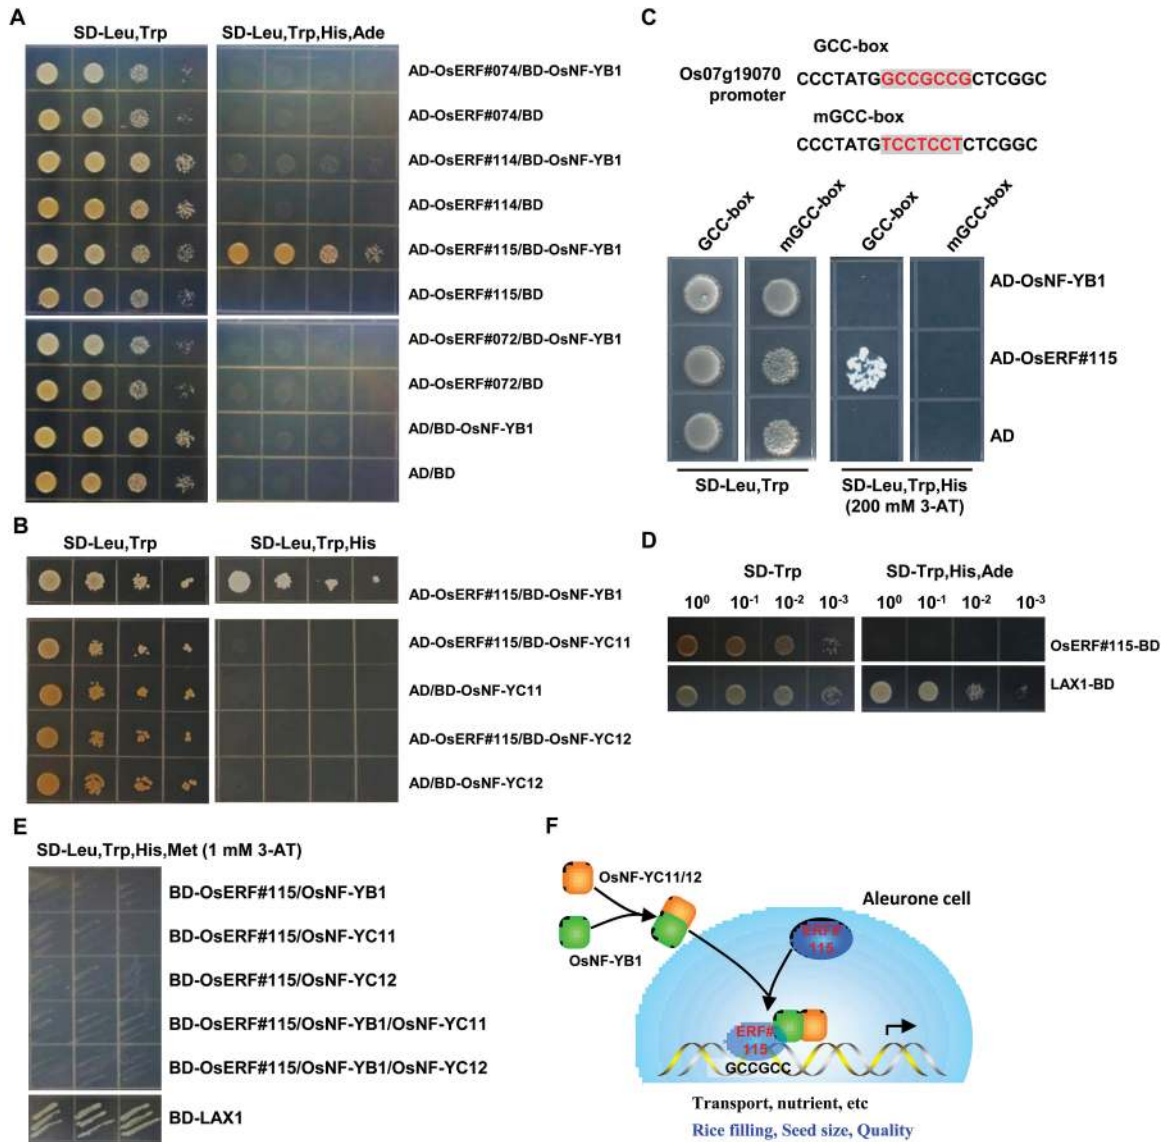 A
SD-Leu,Trp
SD-Leu,Trp,His,Ade
AD-OsERF#074/BD-OsNF-YB1
AD-OsERF#074/BD
AD-OsERF#114/BD-OsNF-YB1
AD-OsERF#114/BD
AD-OsERF#115/BD-OsNF-YB1
AD-OsERF#115/BD
AD-OsERF#072/BD-OsNF-YB1
AD-OsERF#072/BD
AD/BD-OsNF-YB1
AD/BD
B
SD-Leu,Trp
SD-Leu,Trp,His
AD-OsERF#115/BD-OsNF-YB1
AD-OsERF#115/BD-OsNF-YC11
AD/BD-OsNF-YC11
AD-OsERF#115/BD-OsNF-YC12
AD/BD-OsNF-YC12
C
GCC-box
Os07g19070
promoter
CCCTATGGCCGCCGCTCGGC
mGCC-box
CCCTATGTCCTCCTCTCGGC
GCC-box
mGCC-box
GCC-box
mGCC-box
AD-OsNF-YB1
AD-OsERF#115
AD
SD-Leu,Trp
SD-Leu,Trp,His
(200 mM 3-AT)
D
SD-Trp
SD-Trp,His,Ade
10⁰ 10⁻¹ 10⁻² 10⁻³
10⁰ 10⁻¹ 10⁻² 10⁻³
OsERF#115-BD
LAX1-BD
E
SD-Leu,Trp,His,Met (1 mM 3-AT)
BD-OsERF#115/OsNF-YB1
BD-OsERF#115/OsNF-YC11
BD-OsERF#115/OsNF-YC12
BD-OsERF#115/OsNF-YB1/OsNF-YC11
BD-OsERF#115/OsNF-YB1/OsNF-YC12
BD-LAX1
F
OsNF-YC11/12
OsNF-YB1
Aleurone cell
ERF#
115
ERF#
115
GCCGCC
Transport, nutrient, etc
Rice filling, Seed size, Quality